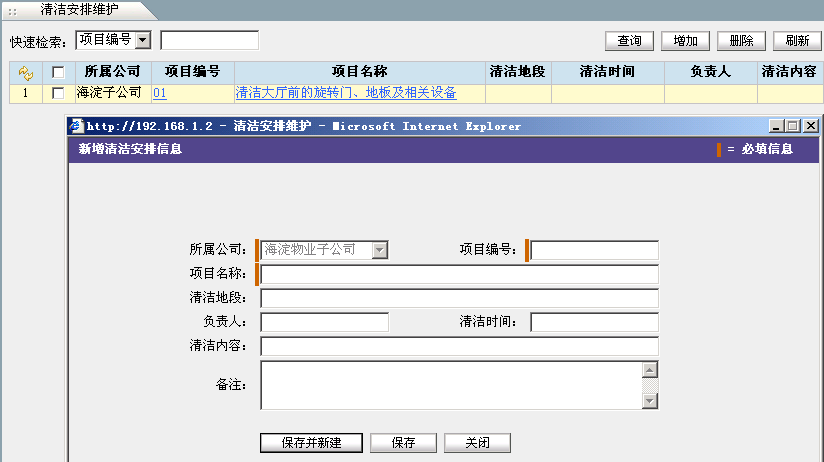 清洁安排维护
快速检索： 项目编号 查询 增加 删除 刷新
所属公司 项目编号 项目名称 清洁地段 清洁时间 负责人 清洁内容
1 海淀子公司 01 清洁大厅前的旋转门、地板及相关设备
http://192.168.1.2 - 清洁安排维护 - Microsoft Internet Explorer
新增清洁安排信息 = 必填信息
所属公司： 海淀物业子公司 项目编号：
项目名称：
清洁地段：
负责人： 清洁时间：
清洁内容：
备注：
保存并新建 保存 关闭